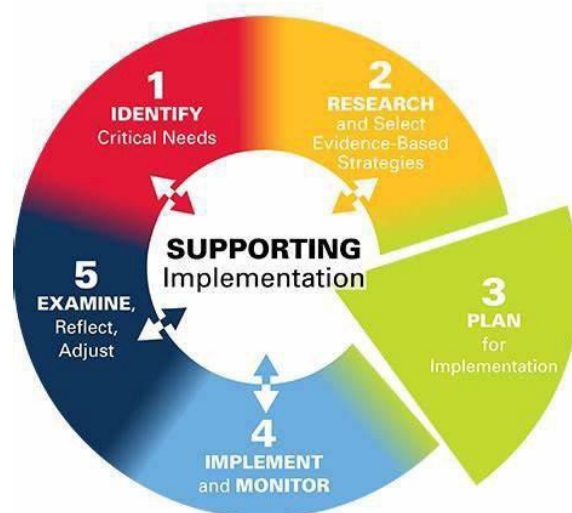 1
IDENTIFY
Critical Needs
2
RESEARCH
and Select
Evidence-Based
Strategies
SUPPORTING
Implementation
3
PLAN
for
Implementation
4
IMPLEMENT
and MONITOR
5
EXAMINE,
Reflect,
Adjust